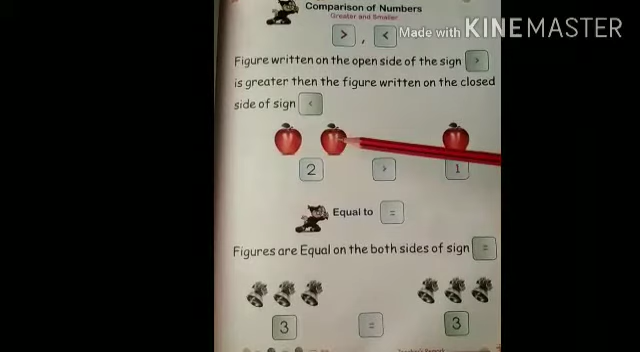 Comparison of Numbers
Greater and Smaller
> , <
Made with KINEMASTER
Figure written on the open side of the sign >
is greater then the figure written on the closed
side of sign <
2 > 1
Equal to =
Figures are Equal on the both sides of sign =
3 = 3